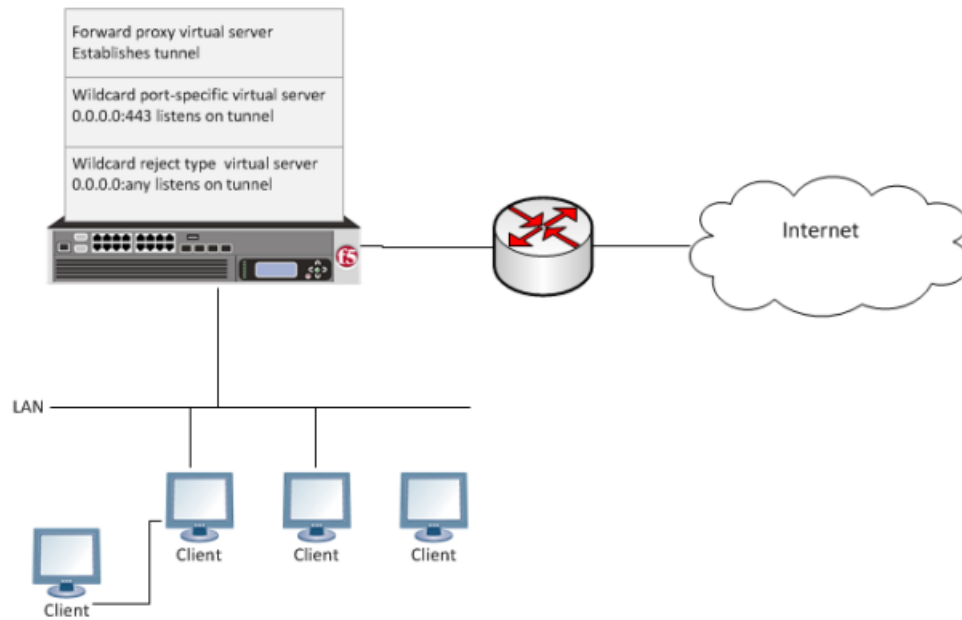 Forward proxy virtual server
Establishes tunnel
Wildcard port-specific virtual server
0.0.0.0:443 listens on tunnel
Wildcard reject type virtual server
0.0.0.0:any listens on tunnel
f5
Internet
LAN
Client
Client
Client
Client